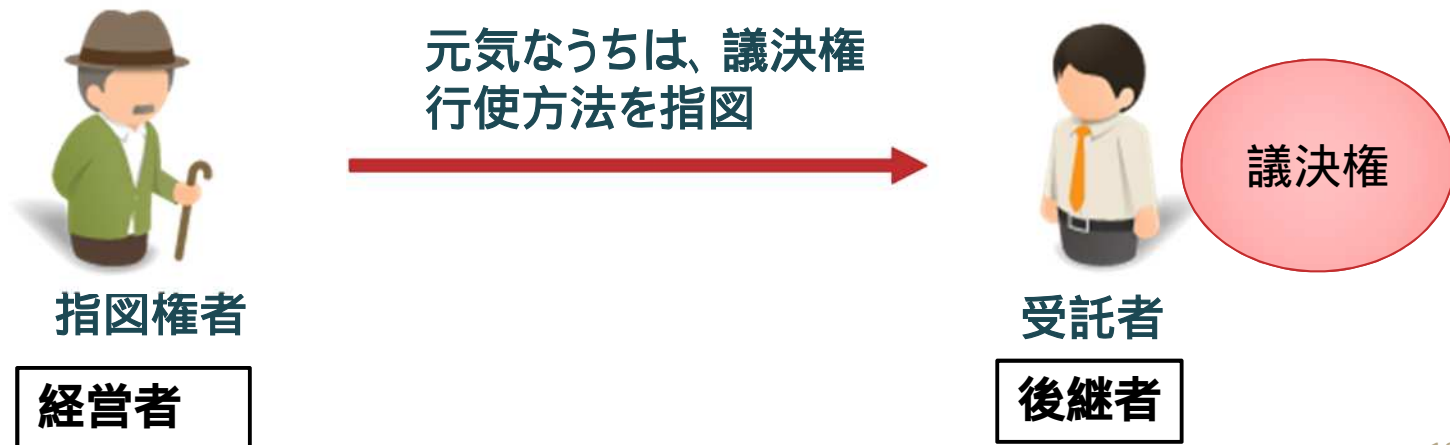 元気なうちは、議決権
行使方法を指図
議決権
指図権者
受託者
経営者
後継者